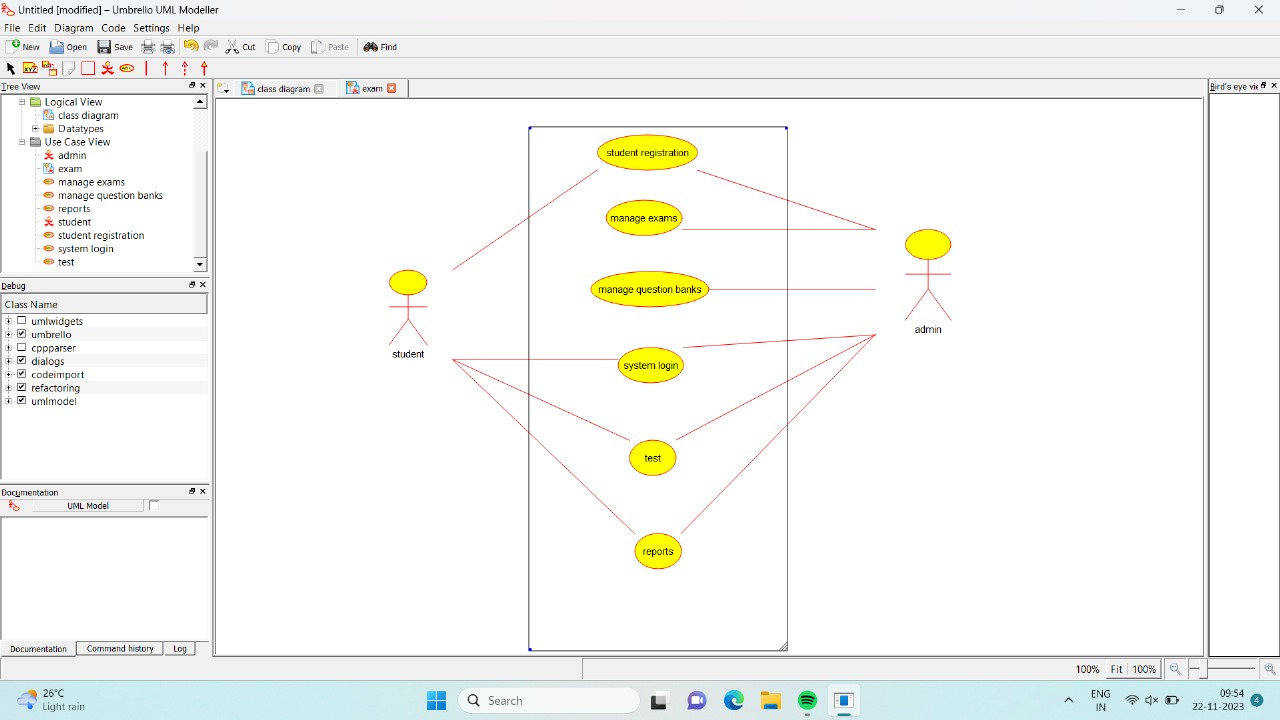 Untitled [modified] – Umbrello UML Modeller
File Edit Diagram Code Settings Help
New Open Save Cut Copy Paste Find
Tree View
class diagram exam
Bird's eye vie
Logical View
class diagram
Datatypes
Use Case View
admin
exam
manage exams
manage question banks
reports
student
student registration
system login
test
Debug
Class Name
umlwidgets
umbrello
cppparser
dialogs
codeimport
refactoring
umlmodel
Documentation
UML Model
Documentation Command history Log
student registration
manage exams
manage question banks
admin
student
system login
test
reports
100% Fit 100%
26°C
Light rain
Search
ENG
IN
09:54
22-11-2023
4